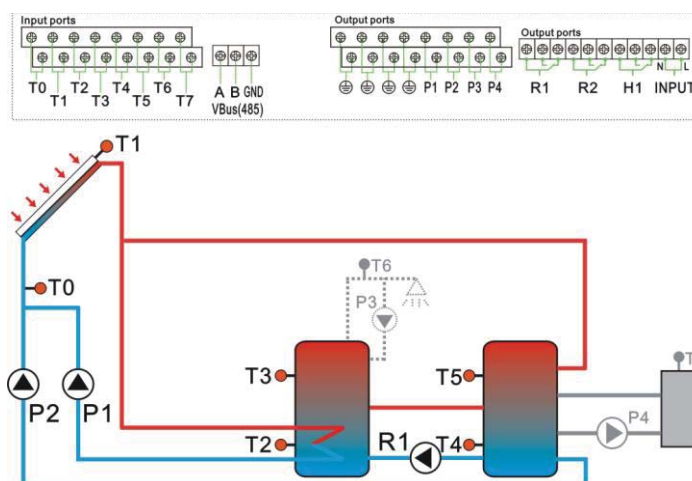 Input ports
T0 T2 T4 T6
T1 T3 T5 T7
A B GND
VBus(485)
Output ports
P1 P2 P3 P4
Output ports
N L
R1 R2 H1 INPUT
T1
T6
T0
P3
T3
T5
T
P2
P1
T2
R1
T4
P4